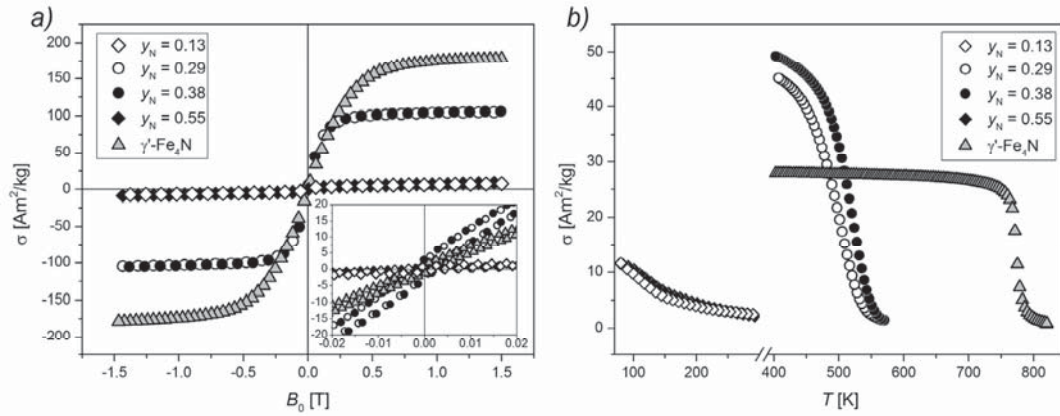 a)
200
150
100
50
0
-50
-100
-150
-200
σ [Am²/kg]
y_N = 0.13
y_N = 0.29
y_N = 0.38
y_N = 0.55
γ'-Fe₄N
20
15
10
5
0
-5
-10
-15
-20
-0.02 -0.01 0.00 0.01 0.02
-1.5 -1.0 -0.5 0.0 0.5 1.0 1.5
B₀ [T]
b)
50
40
30
20
10
0
σ [Am²/kg]
y_N = 0.13
y_N = 0.29
y_N = 0.38
y_N = 0.55
γ'-Fe₄N
100 200 400 500 600 700 800
T [K]